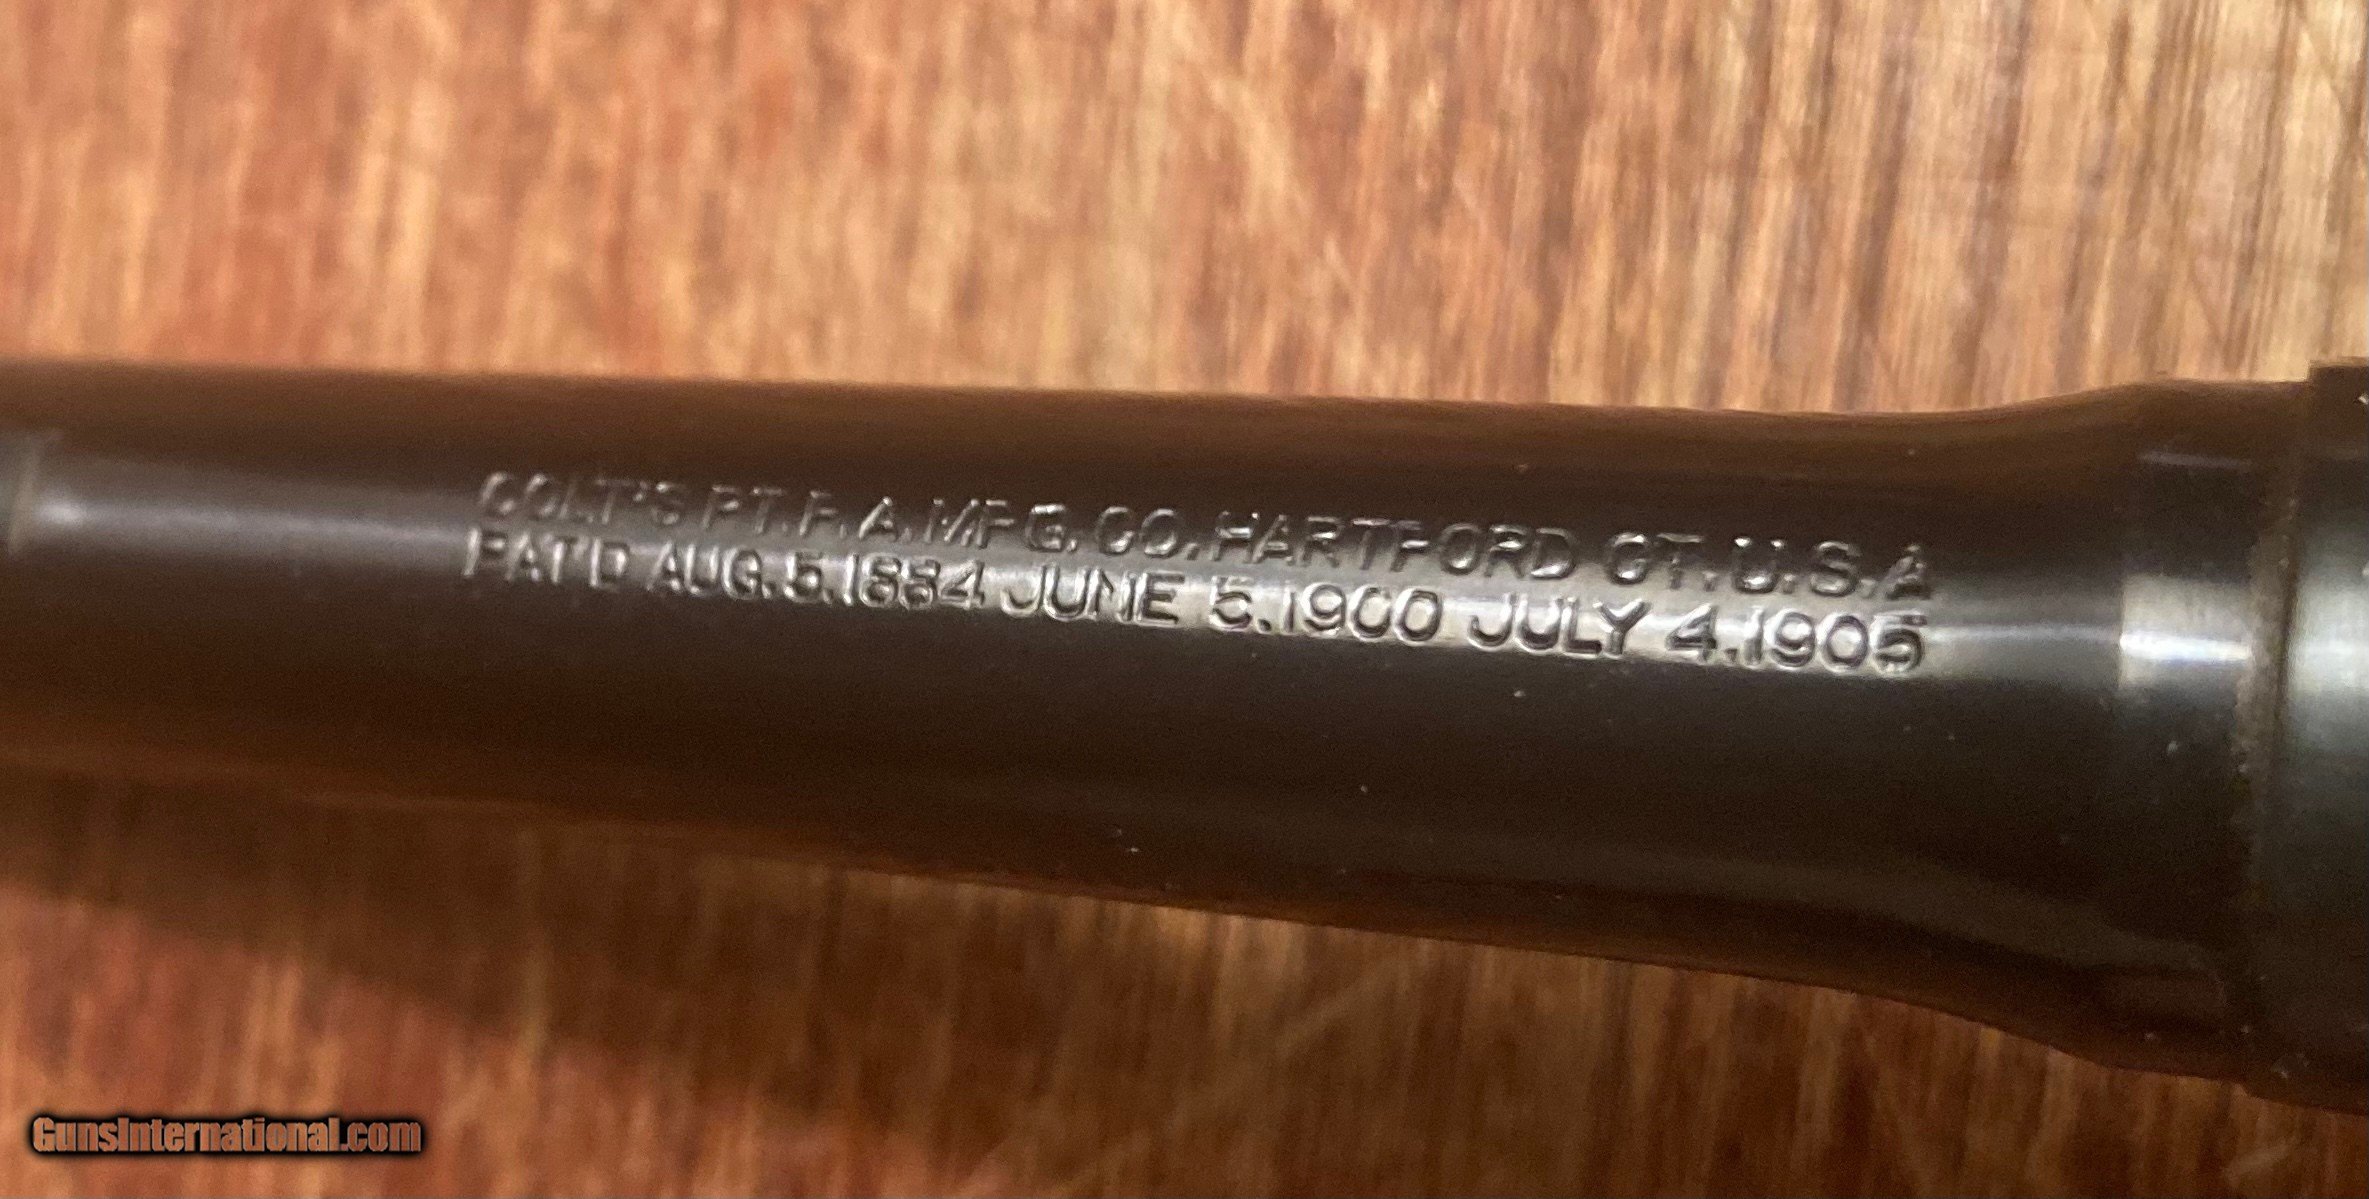 COLT'S PT. F. A. MFG. CO. HARTFORD CT. U.S.A
PAT'D AUG. 5. 1884 JUNE 5. 1900 JULY 4. 1905
GunsInternational.com